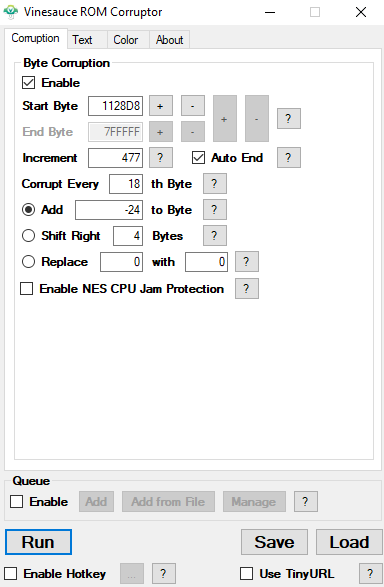 Vinesauce ROM Corruptor
Corruption Text Color About
Byte Corruption
Enable
Start Byte 1128D8 + - + - ?
End Byte 7FFFFF + -
Increment 477 ? Auto End ?
Corrupt Every 18 th Byte ?
Add -24 to Byte ?
Shift Right 4 Bytes ?
Replace 0 with 0 ?
Enable NES CPU Jam Protection ?
Queue
Enable Add Add from File Manage ?
Run Save Load
Enable Hotkey ... ? Use TinyURL ?